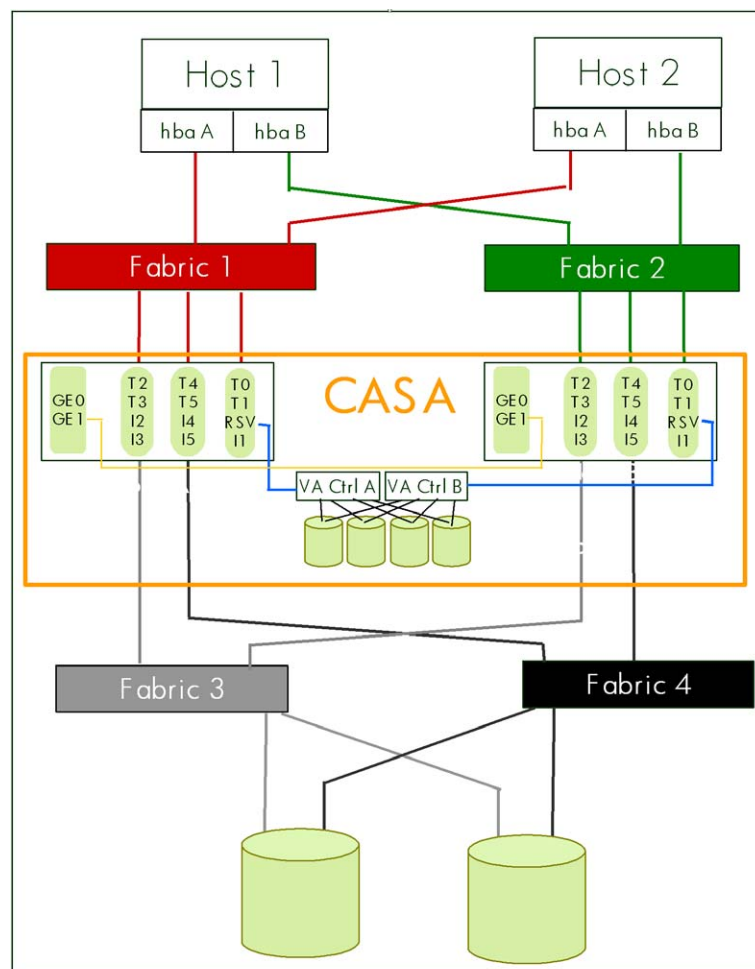 Host 1
hba A
hba B
Host 2
hba A
hba B
Fabric 1
Fabric 2
CASA
GE0
GE1
T2
T3
I2
I3
T4
T5
I4
I5
T0
T1
RSV
I1
GE0
GE1
T2
T3
I2
I3
T4
T5
I4
I5
T0
T1
RSV
I1
VA Ctrl A
VA Ctrl B
Fabric 3
Fabric 4